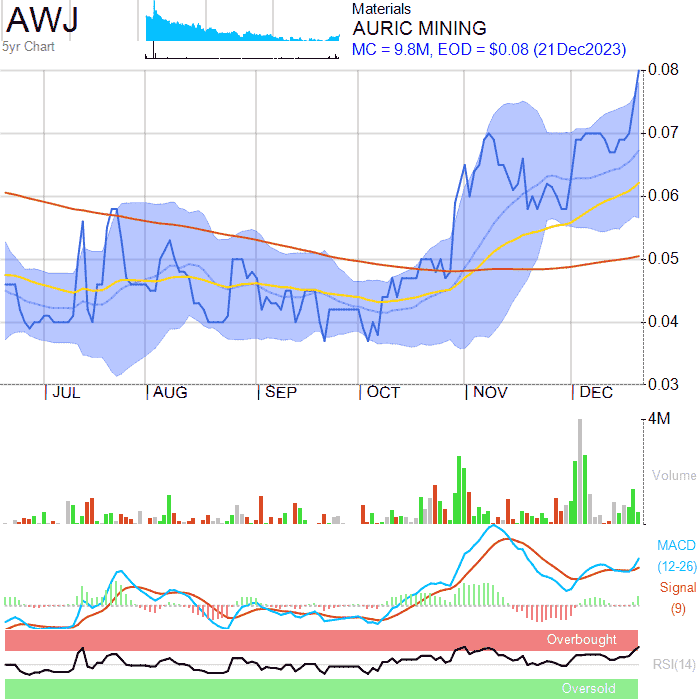 AWJ
5yr Chart
Materials
AURIC MINING
MC = 9.8M, EOD = $0.08 (21Dec2023)
0.08
0.07
0.06
0.05
0.04
0.03
JUL AUG SEP OCT NOV DEC
4M
Volume
MACD
(12-26)
Signal
(9)
Overbought
RSI(14)
Oversold